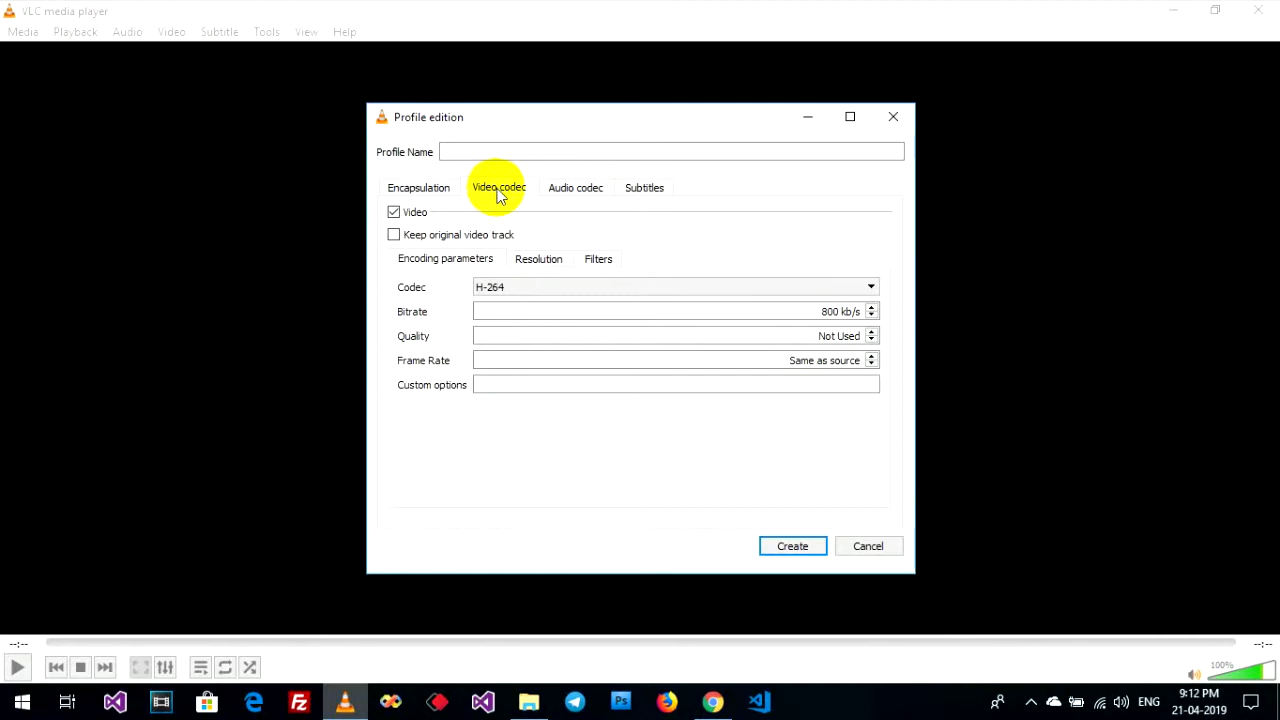 VLC media player
Media Playback Audio Video Subtitle Tools View Help
Profile edition
Profile Name
Encapsulation Video codec Audio codec Subtitles
Video
Keep original video track
Encoding parameters Resolution Filters
Codec H-264
Bitrate 800 kb/s
Quality Not Used
Frame Rate Same as source
Custom options
Create Cancel
--:-- --:--
100%
Fz Ps ENG 9:12 PM
21-04-2019